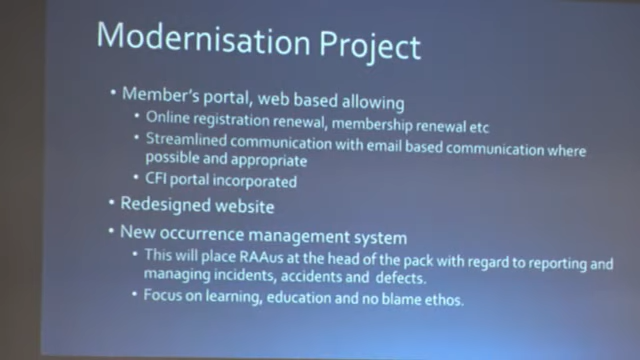 Modernisation Project
• Member's portal, web based allowing
• Online registration renewal, membership renewal etc
• Streamlined communication with email based communication where
possible and appropriate
• CFI portal incorporated
• Redesigned website
• New occurrence management system
• This will place RAAus at the head of the pack with regard to reporting and
managing incidents, accidents and defects.
• Focus on learning, education and no blame ethos.